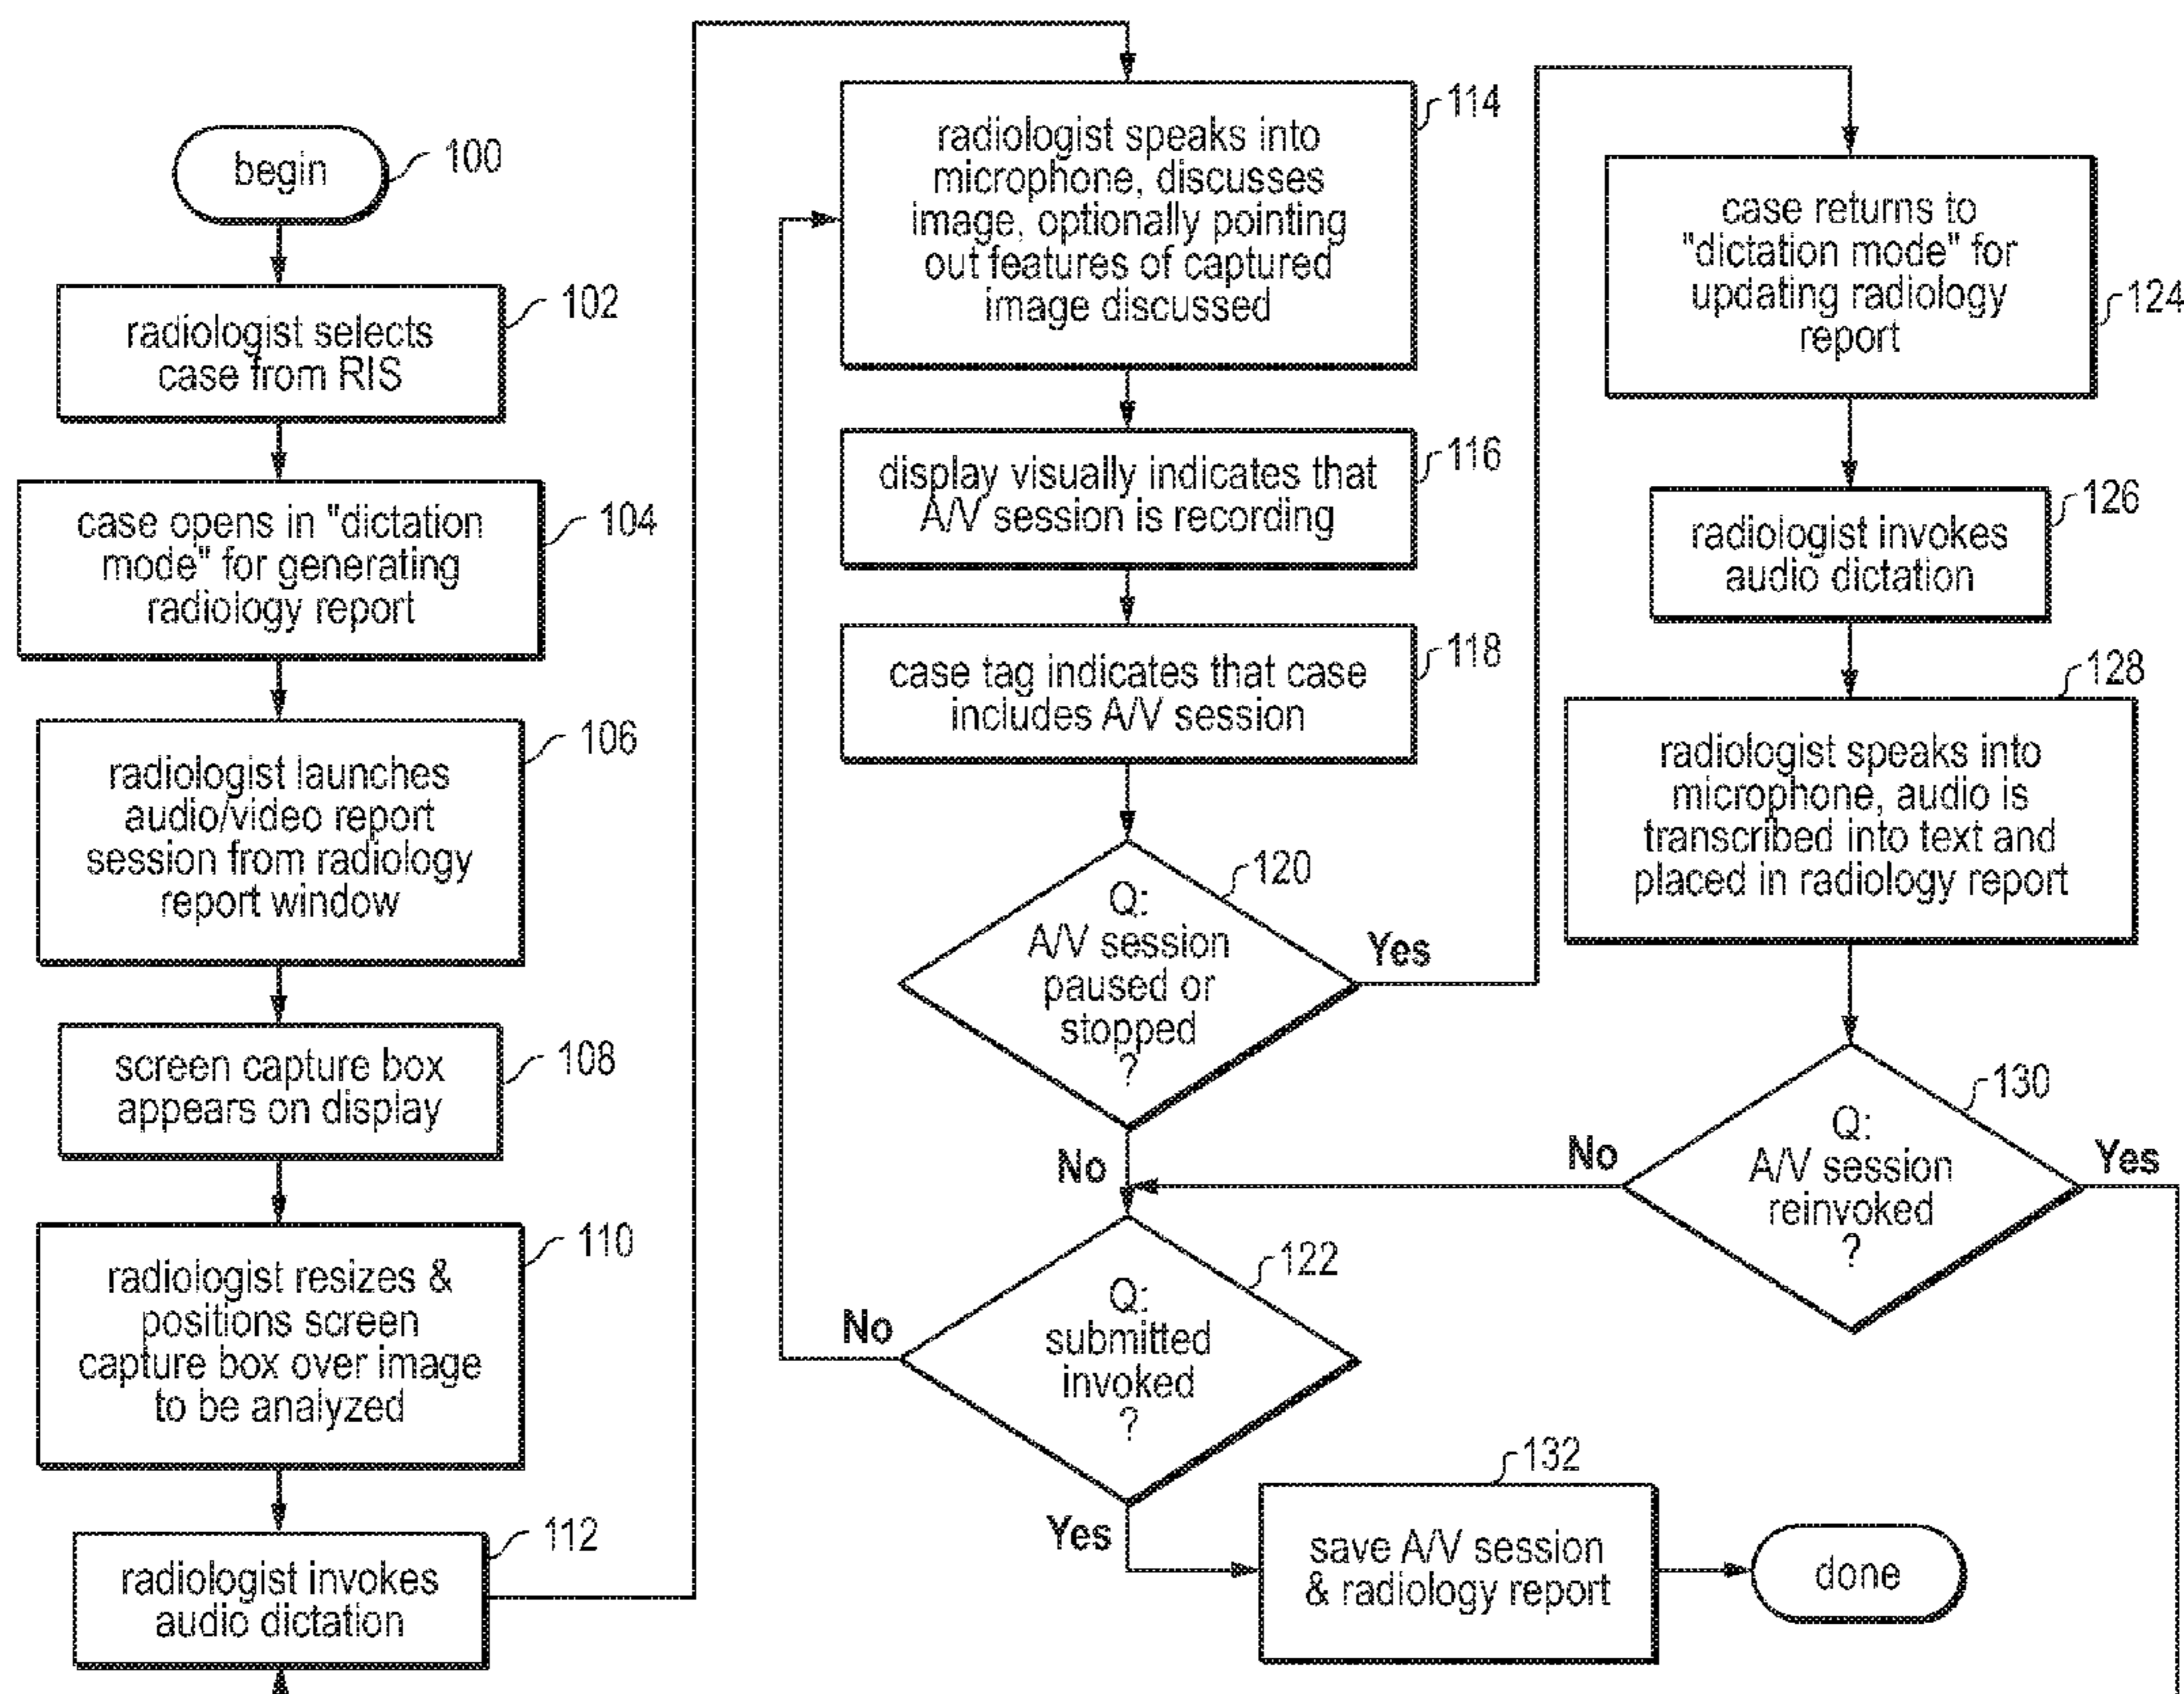 begin
100
radiologist selects
case from RIS
102
case opens in "dictation
mode" for generating
radiology report
104
radiologist launches
audio/video report
session from radiology
report window
106
screen capture box
appears on display
108
radiologist resizes &
positions screen
capture box over image
to be analyzed
110
radiologist invokes
audio dictation
112
radiologist speaks into
microphone, discusses
image, optionally pointing
out features of captured
image discussed
114
display visually indicates that
A/V session is recording
116
case tag indicates that case
includes A/V session
118
Q:
A/V session
paused or
stopped
?
120
Yes
No
Q:
submitted
invoked
?
122
No
Yes
case returns to
"dictation mode" for
updating radiology
report
124
radiologist invokes
audio dictation
126
radiologist speaks into
microphone, audio is
transcribed into text and
placed in radiology report
128
Q:
A/V session
reinvoked
?
130
No
Yes
save A/V session
& radiology report
132
done